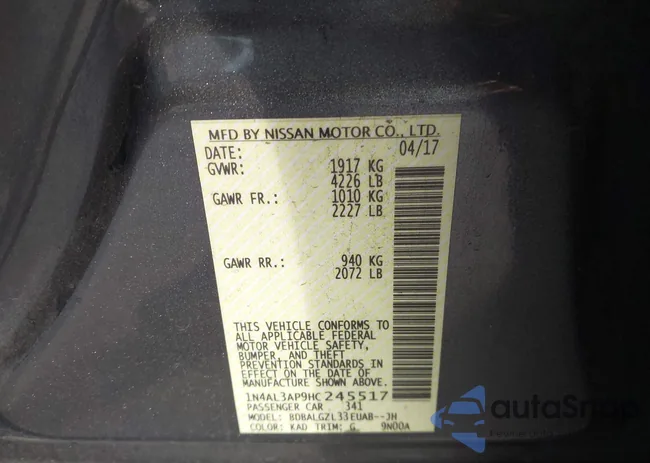 MFD BY NISSAN MOTOR CO., LTD.
DATE: 04/17
GVWR: 1917 KG
4226 LB
GAWR FR.: 1010 KG
2227 LB
GAWR RR.: 940 KG
2072 LB
THIS VEHICLE CONFORMS TO
ALL APPLICABLE FEDERAL
MOTOR VEHICLE SAFETY,
BUMPER, AND THEFT
PREVENTION STANDARDS IN
EFFECT ON THE DATE OF
MANUFACTURE SHOWN ABOVE.
1N4AL3AP9HC245517
PASSENGER CAR 341
MODEL: BDBALGZL33EUAB--JH
COLOR: KAD TRIM: G 9N00A
autoSnap
Powered by AutoBidMaster